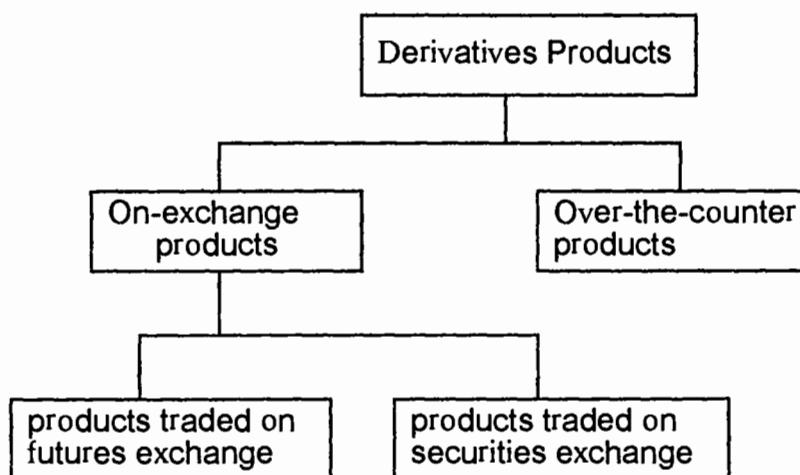 Derivatives Products
On-exchange
products
Over-the-counter
products
products traded on
futures exchange
products traded on
securities exchange